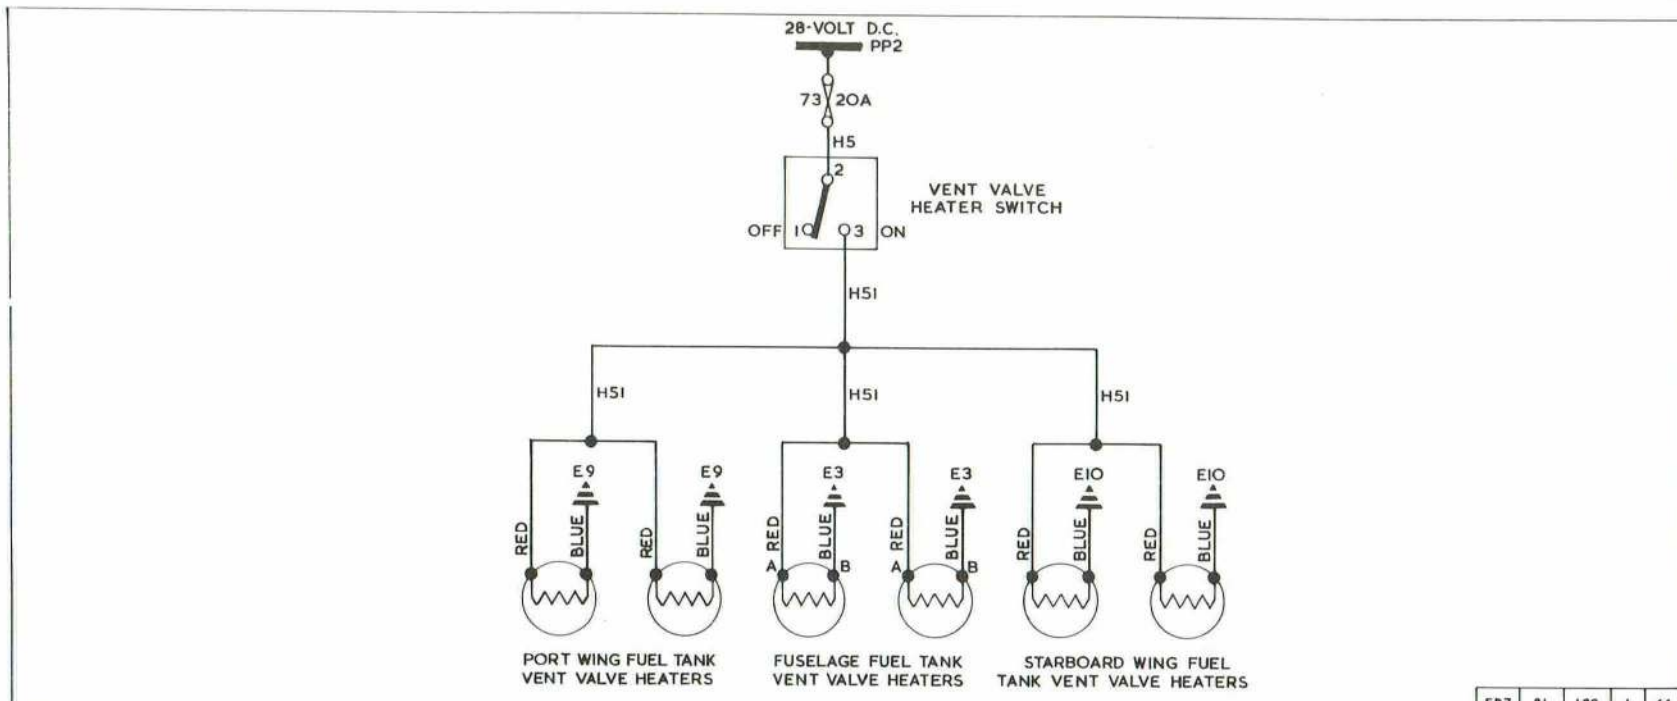 28-VOLT D.C.
PP2
73 20A
H5
2
VENT VALVE
HEATER SWITCH
OFF 1 3 ON
H51
H51 H51 H51
E9 E9 E3 E3 E10 E10
RED BLUE RED BLUE RED BLUE RED BLUE RED BLUE RED BLUE
A B A B
PORT WING FUEL TANK
VENT VALVE HEATERS
FUSELAGE FUEL TANK
VENT VALVE HEATERS
STARBOARD WING FUEL
TANK VENT VALVE HEATERS